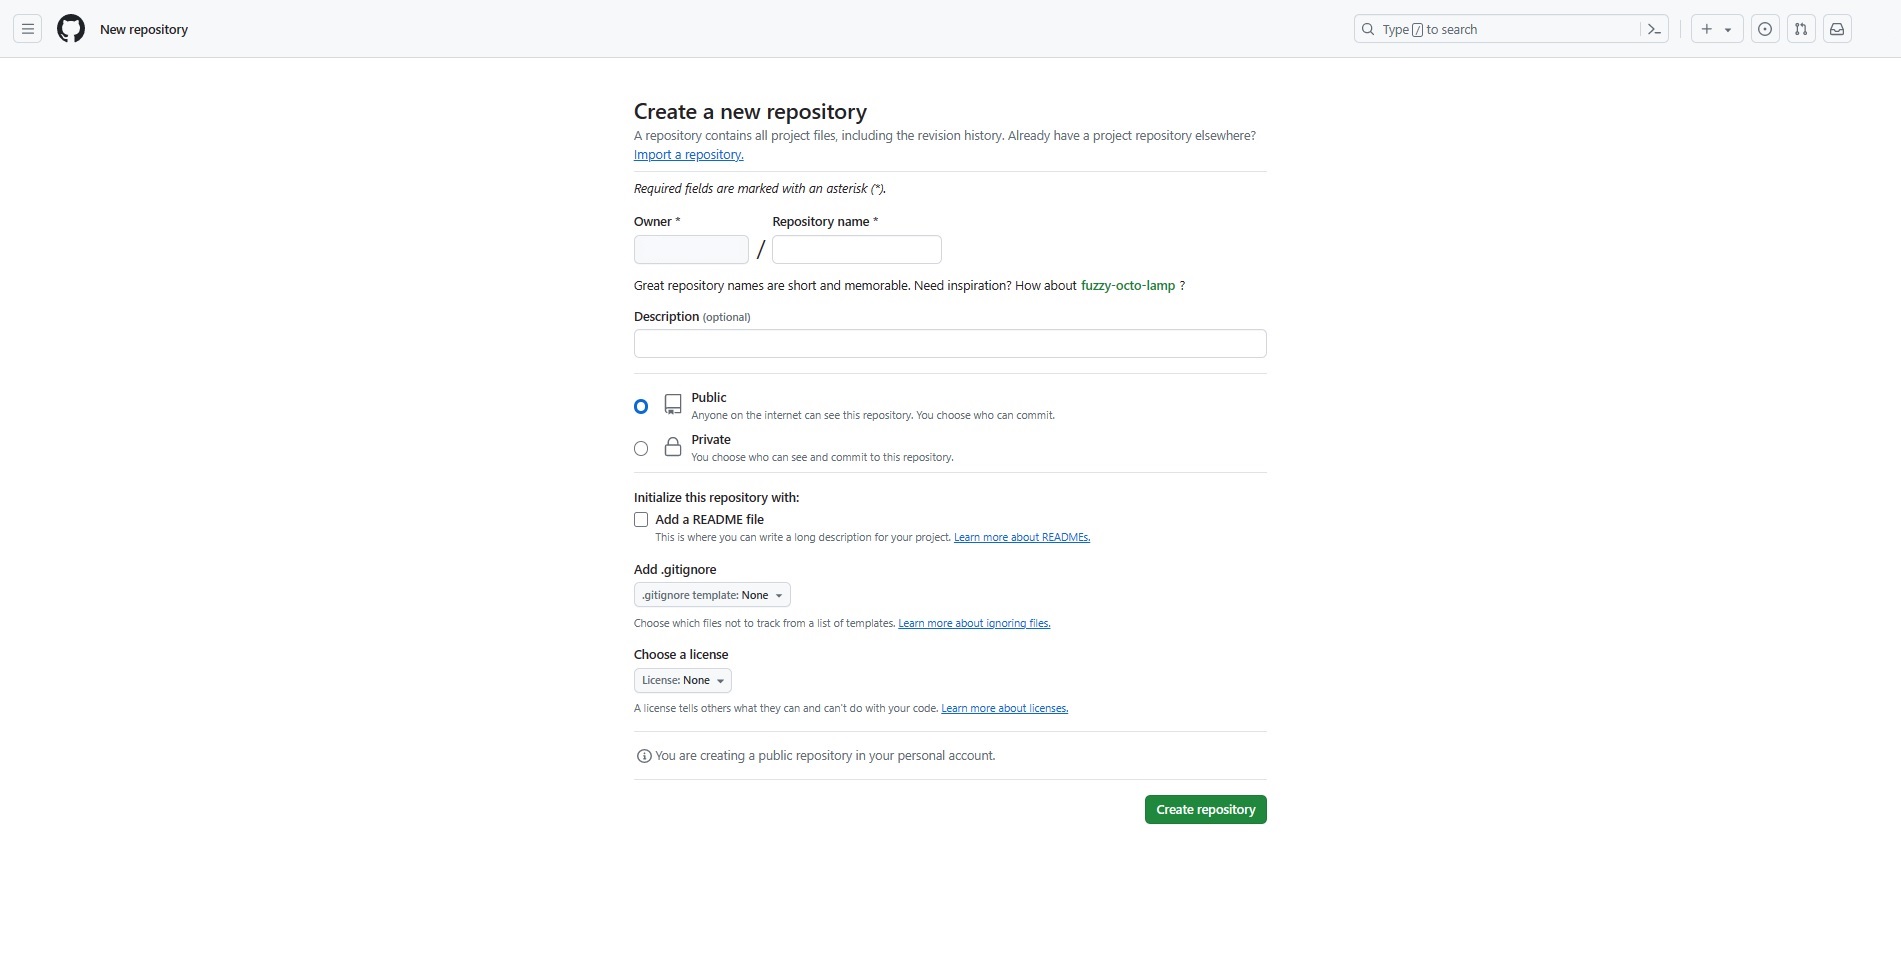 New repository
Type / to search
Create a new repository
A repository contains all project files, including the revision history. Already have a project repository elsewhere?
Import a repository.
Required fields are marked with an asterisk (*).
Owner * Repository name *
/
Great repository names are short and memorable. Need inspiration? How about fuzzy-octo-lamp ?
Description (optional)
Public
Anyone on the internet can see this repository. You choose who can commit.
Private
You choose who can see and commit to this repository.
Initialize this repository with:
Add a README file
This is where you can write a long description for your project. Learn more about READMEs.
Add .gitignore
.gitignore template: None
Choose which files not to track from a list of templates. Learn more about ignoring files.
Choose a license
License: None
A license tells others what they can and can't do with your code. Learn more about licenses.
You are creating a public repository in your personal account.
Create repository